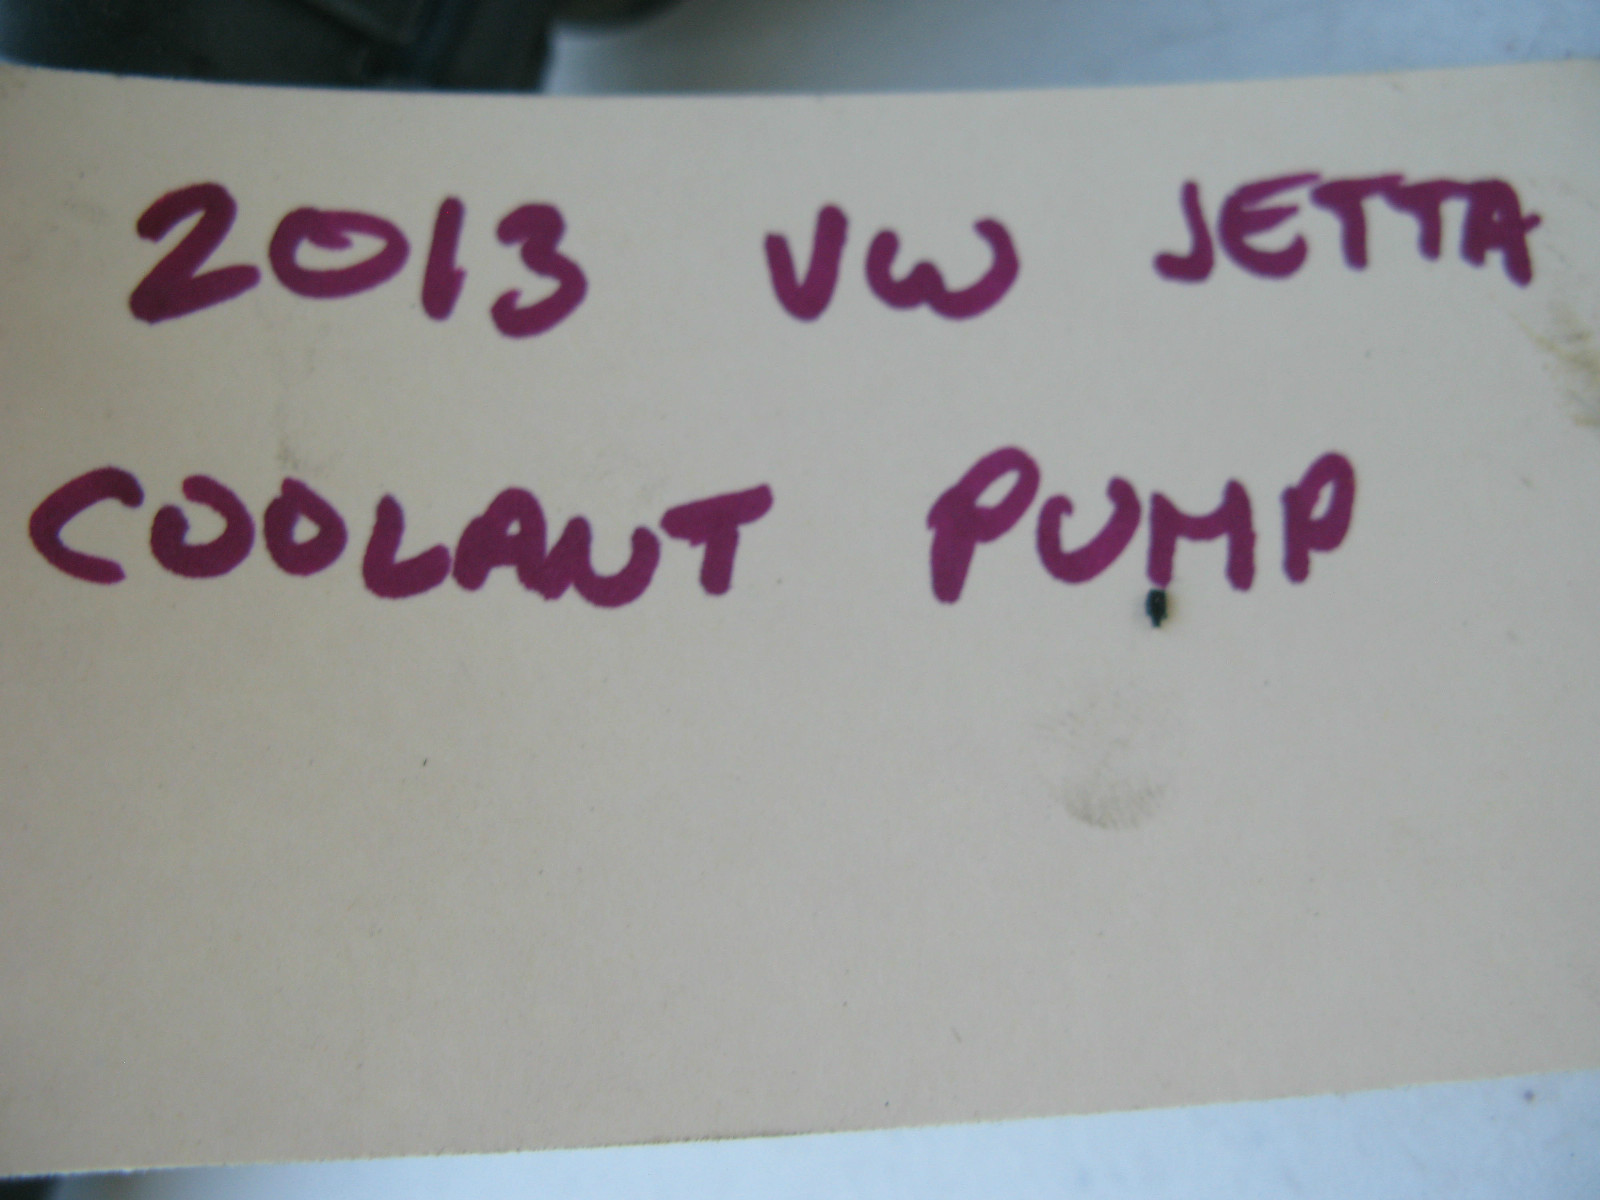 2013 VW JETTA
COOLANT PUMP